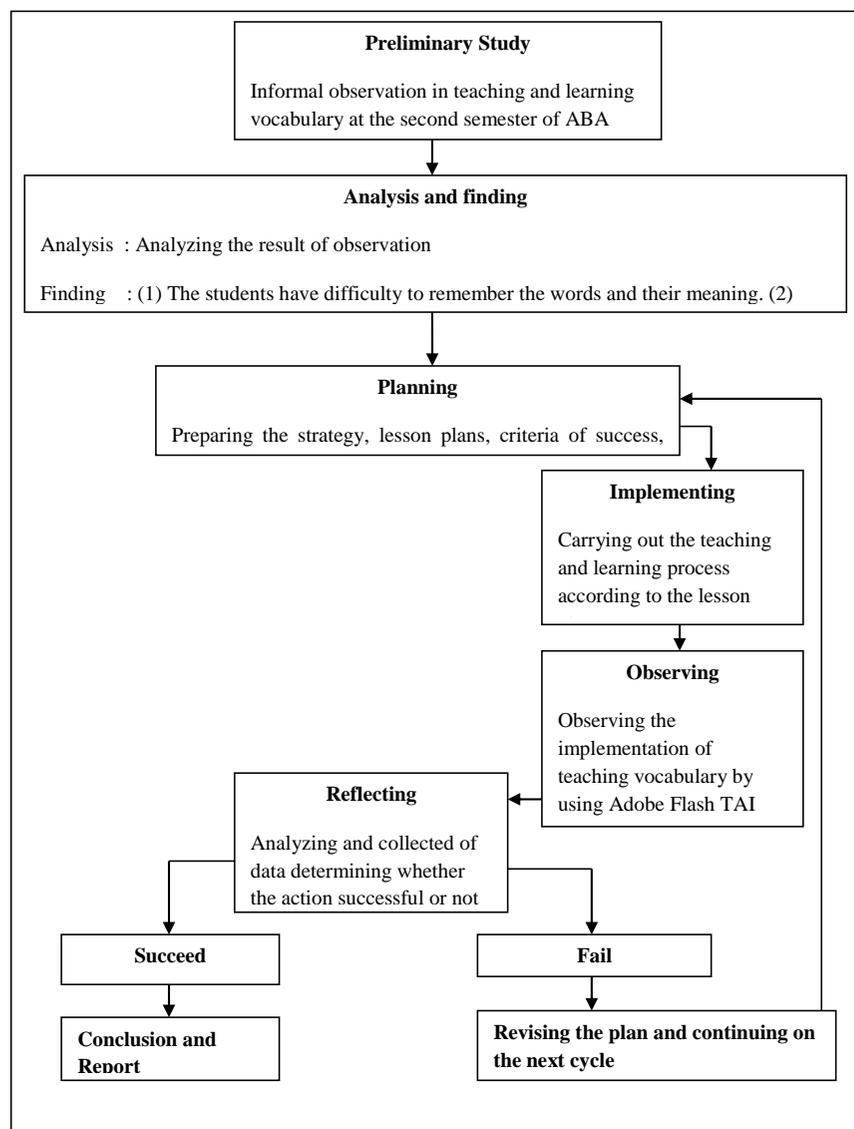 Preliminary Study
Informal observation in teaching and learning
vocabulary at the second semester of ABA
Analysis and finding
Analysis : Analyzing the result of observation
Finding : (1) The students have difficulty to remember the words and their meaning. (2)
Planning
Preparing the strategy, lesson plans, criteria of success,
Implementing
Carrying out the teaching
and learning process
according to the lesson
Observing
Observing the
implementation of
teaching vocabulary by
using Adobe Flash TAI
Reflecting
Analyzing and collected of
data determining whether
the action successful or not
Succeed
Fail
Conclusion and
Report
Revising the plan and continuing on
the next cycle